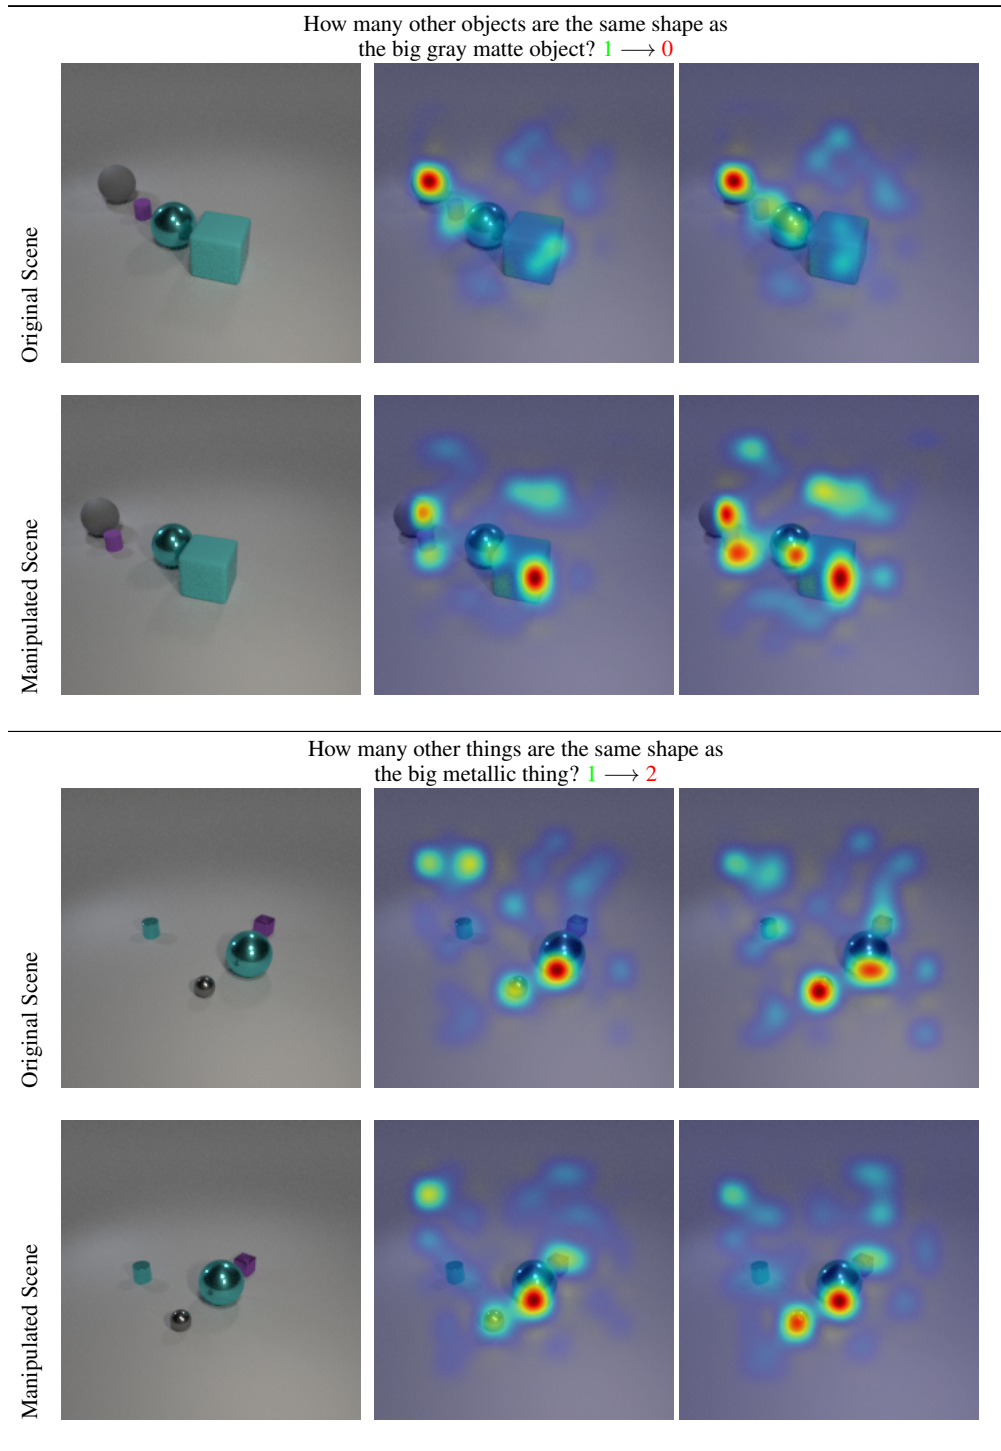 How many other objects are the same shape as
the big gray matte object? 1 ⟶ 0
Original Scene
Manipulated Scene
How many other things are the same shape as
the big metallic thing? 1 ⟶ 2
Original Scene
Manipulated Scene